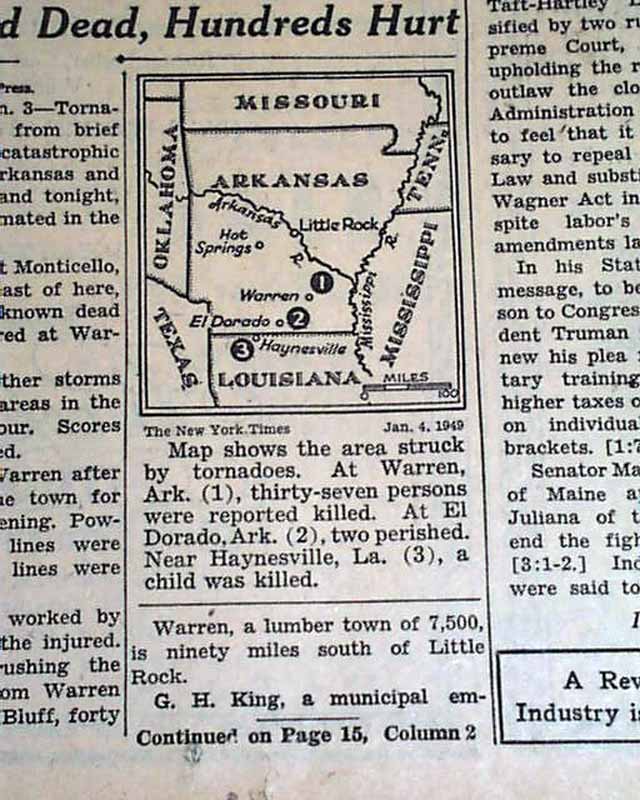 d Dead, Hundreds Hurt
Press.
n. 3—Torna-
from brief
catastrophic
rkansas and
and tonight,
mated in the
t Monticello,
ast of here,
known dead
red at War-
ther storms
areas in the
our. Scores
ed.
Warren after
he town for
ening. Pow-
lines were
lines were
worked by
the injured.
rushing the
om Warren
Bluff, forty
MISSOURI
OKLAHOMA
TENN.
ARKANSAS
Arkansas R.
Little Rock
Hot Springs
1
Warren
El Dorado
2
3
Haynesville
Mississippi R.
MISSISSIPPI
TEXAS
LOUISIANA
MILES
0 100
The New York Times Jan. 4, 1949
Map shows the area struck
by tornadoes. At Warren,
Ark. (1), thirty-seven persons
were reported killed. At El
Dorado, Ark. (2), two perished.
Near Haynesville, La. (3), a
child was killed.
Warren, a lumber town of 7,500,
is ninety miles south of Little
Rock.
G. H. King, a municipal em-
Continued on Page 15, Column 2
Taft-Hartley
sified by two
preme Court,
upholding the r
outlaw the clo
Administration
to feel that it
sary to repeal
Law and substi
Wagner Act in
spite labor's
amendments la
In his Stat
message, to be
son to Congres
dent Truman
new his plea
tary training
higher taxes o
on individua
brackets. [1:7
Senator Ma
of Maine a
Juliana of t
end the figh
[3:1-2.] Ind
were said to
A Rev
Industry is